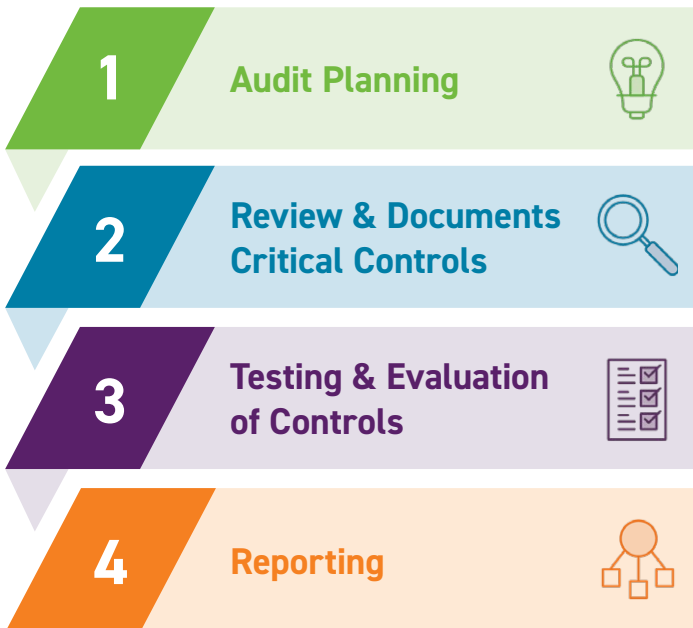 1
Audit Planning
2
Review & Documents
Critical Controls
3
Testing & Evaluation
of Controls
4
Reporting